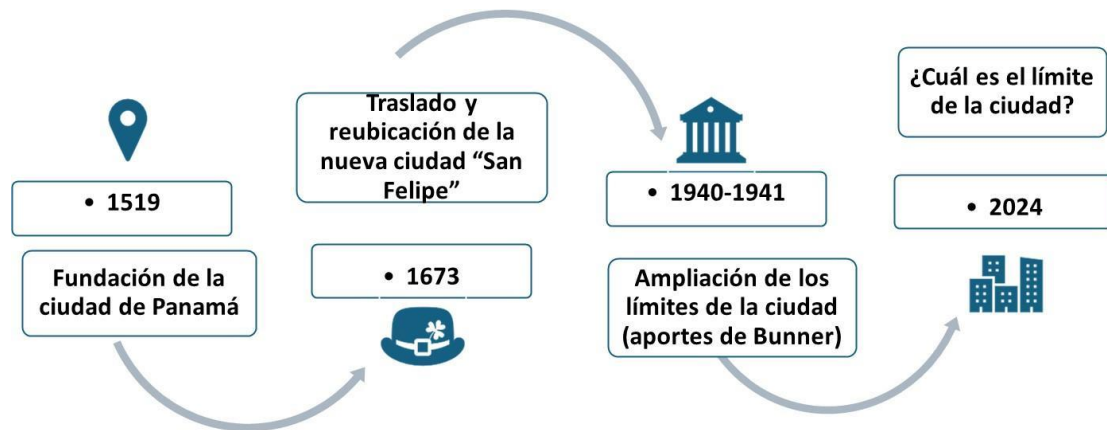 • 1519
Fundación de la
ciudad de Panamá
Traslado y
reubicación de la
nueva ciudad “San
Felipe”
• 1673
• 1940-1941
Ampliación de los
límites de la ciudad
(aportes de Bunner)
¿Cuál es el límite
de la ciudad?
• 2024